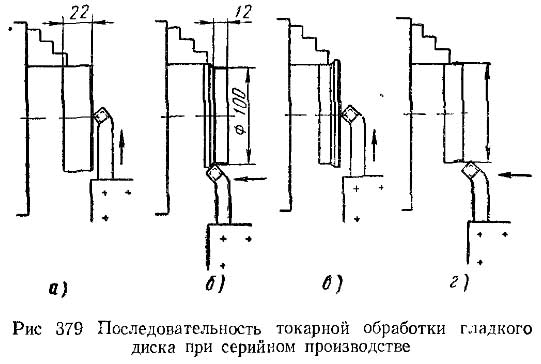 22
12
ф 100
а) б) в) г)
Рис 379 Последовательность токарной обработки гладкого
диска при серийном производстве